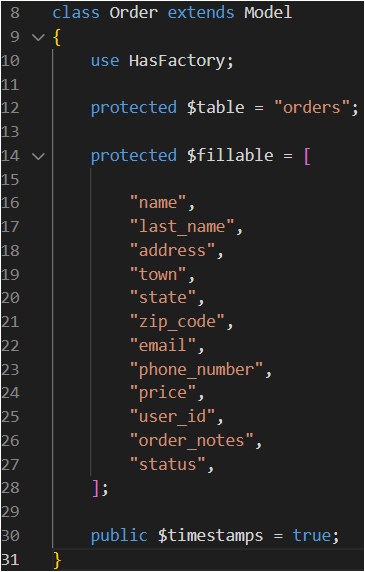 8 class Order extends Model
9 {
10 use HasFactory;
11
12 protected $table = "orders";
13
14 protected $fillable = [
15
16 "name",
17 "last_name",
18 "address",
19 "town",
20 "state",
21 "zip_code",
22 "email",
23 "phone_number",
24 "price",
25 "user_id",
26 "order_notes",
27 "status",
28 ];
29
30 public $timestamps = true;
31 }